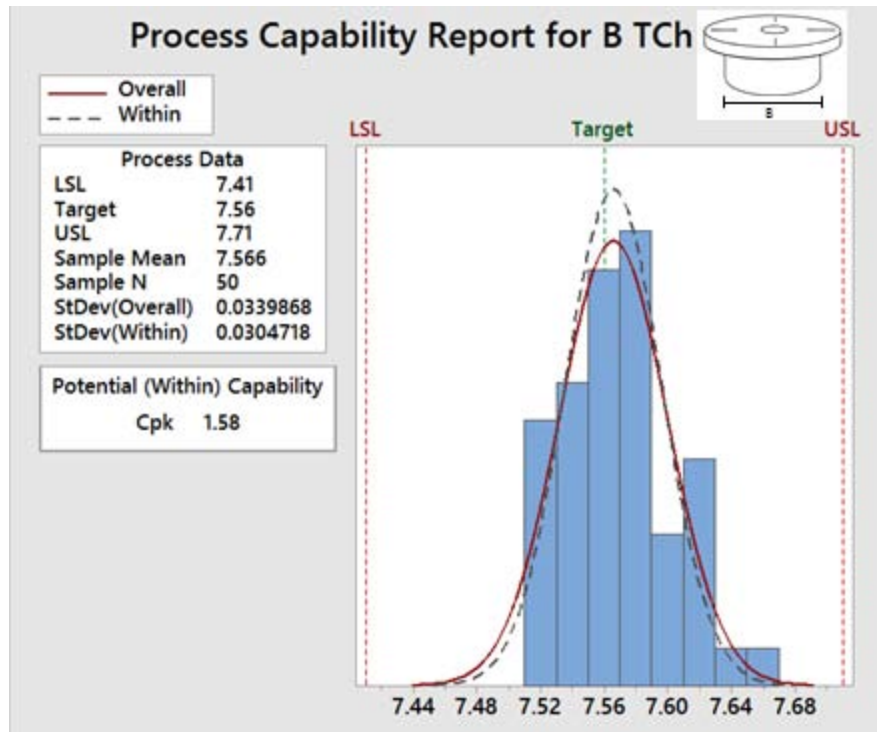 Process Capability Report for B TCh
B
Overall
Within
LSL
Target
USL
Process Data
LSL 7.41
Target 7.56
USL 7.71
Sample Mean 7.566
Sample N 50
StDev(Overall) 0.0339868
StDev(Within) 0.0304718
Potential (Within) Capability
Cpk 1.58
7.44 7.48 7.52 7.56 7.60 7.64 7.68